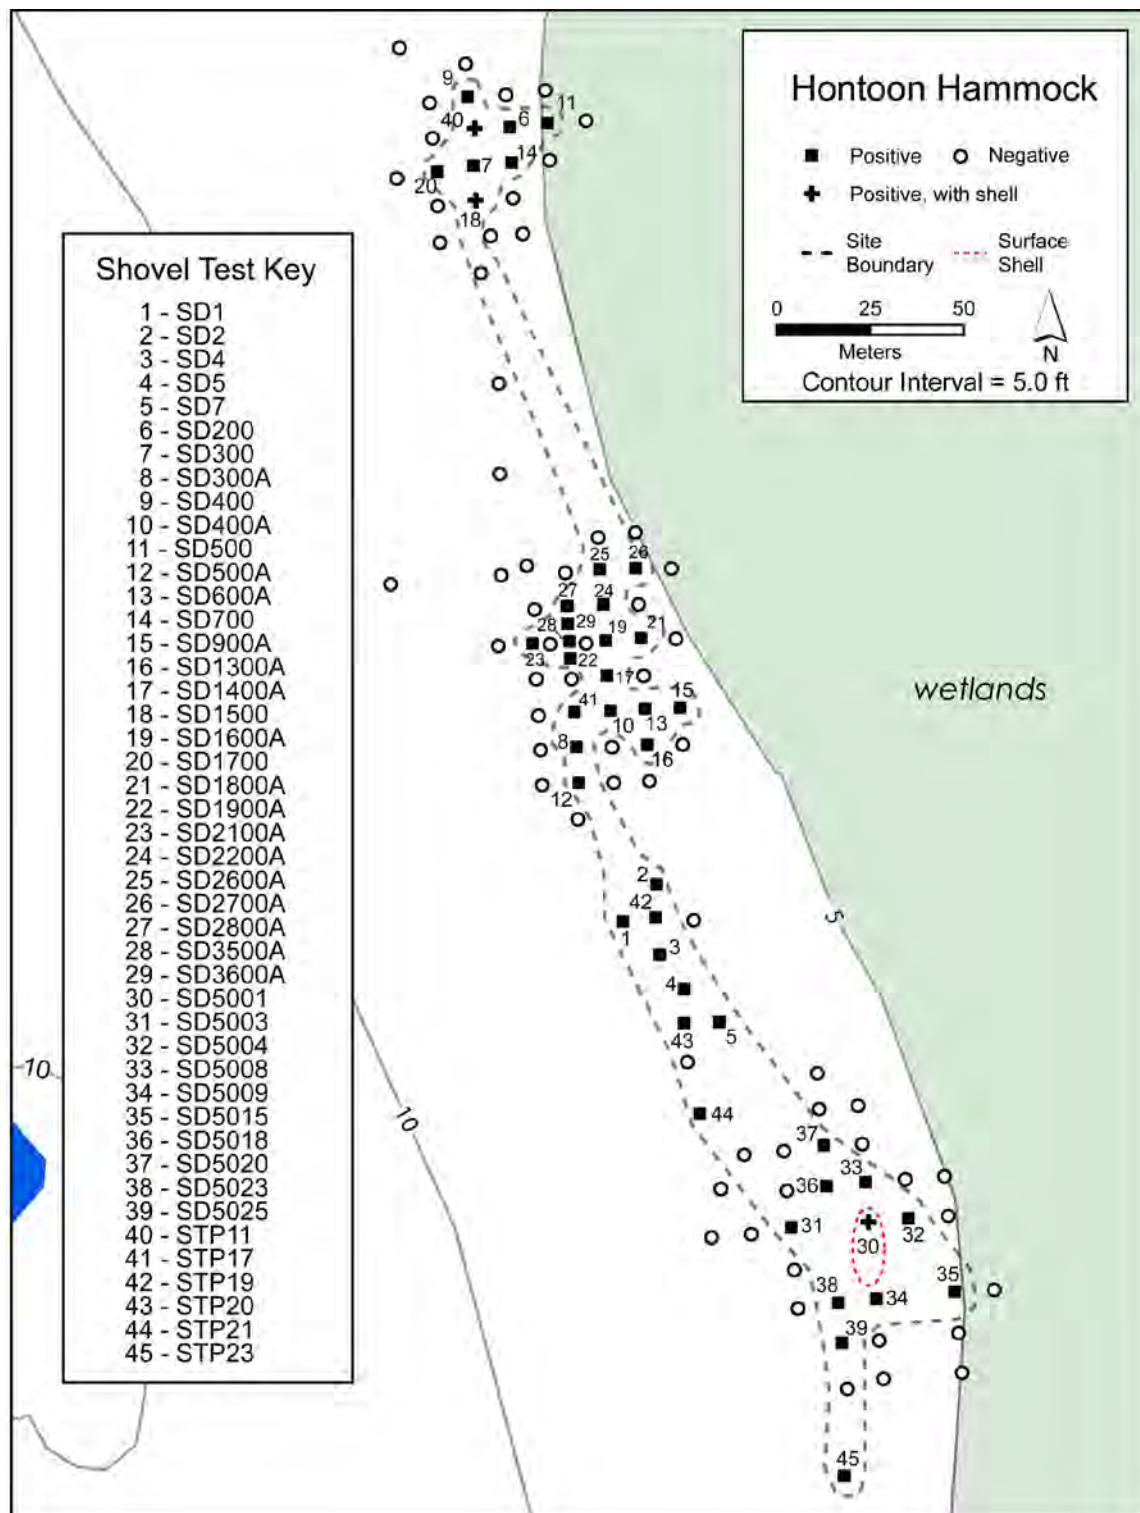 Hontoon Hammock
Positive
Negative
Positive, with shell
Site Boundary
Surface Shell
0 25 50
Meters
N
Contour Interval = 5.0 ft
Shovel Test Key
1 - SD1
2 - SD2
3 - SD4
4 - SD5
5 - SD7
6 - SD200
7 - SD300
8 - SD300A
9 - SD400
10 - SD400A
11 - SD500
12 - SD500A
13 - SD600A
14 - SD700
15 - SD900A
16 - SD1300A
17 - SD1400A
18 - SD1500
19 - SD1600A
20 - SD1700
21 - SD1800A
22 - SD1900A
23 - SD2100A
24 - SD2200A
25 - SD2600A
26 - SD2700A
27 - SD2800A
28 - SD3500A
29 - SD3600A
30 - SD5001
31 - SD5003
32 - SD5004
33 - SD5008
34 - SD5009
35 - SD5015
36 - SD5018
37 - SD5020
38 - SD5023
39 - SD5025
40 - STP11
41 - STP17
42 - STP19
43 - STP20
44 - STP21
45 - STP23
9
11
40
6
14
7
20
18
25
26
27
24
28
29
19
21
23
22
17
15
41
10
13
8
16
12
wetlands
2
42
5
1
3
4
43
5
10
10
44
37
33
36
31
30
32
35
38
34
39
45